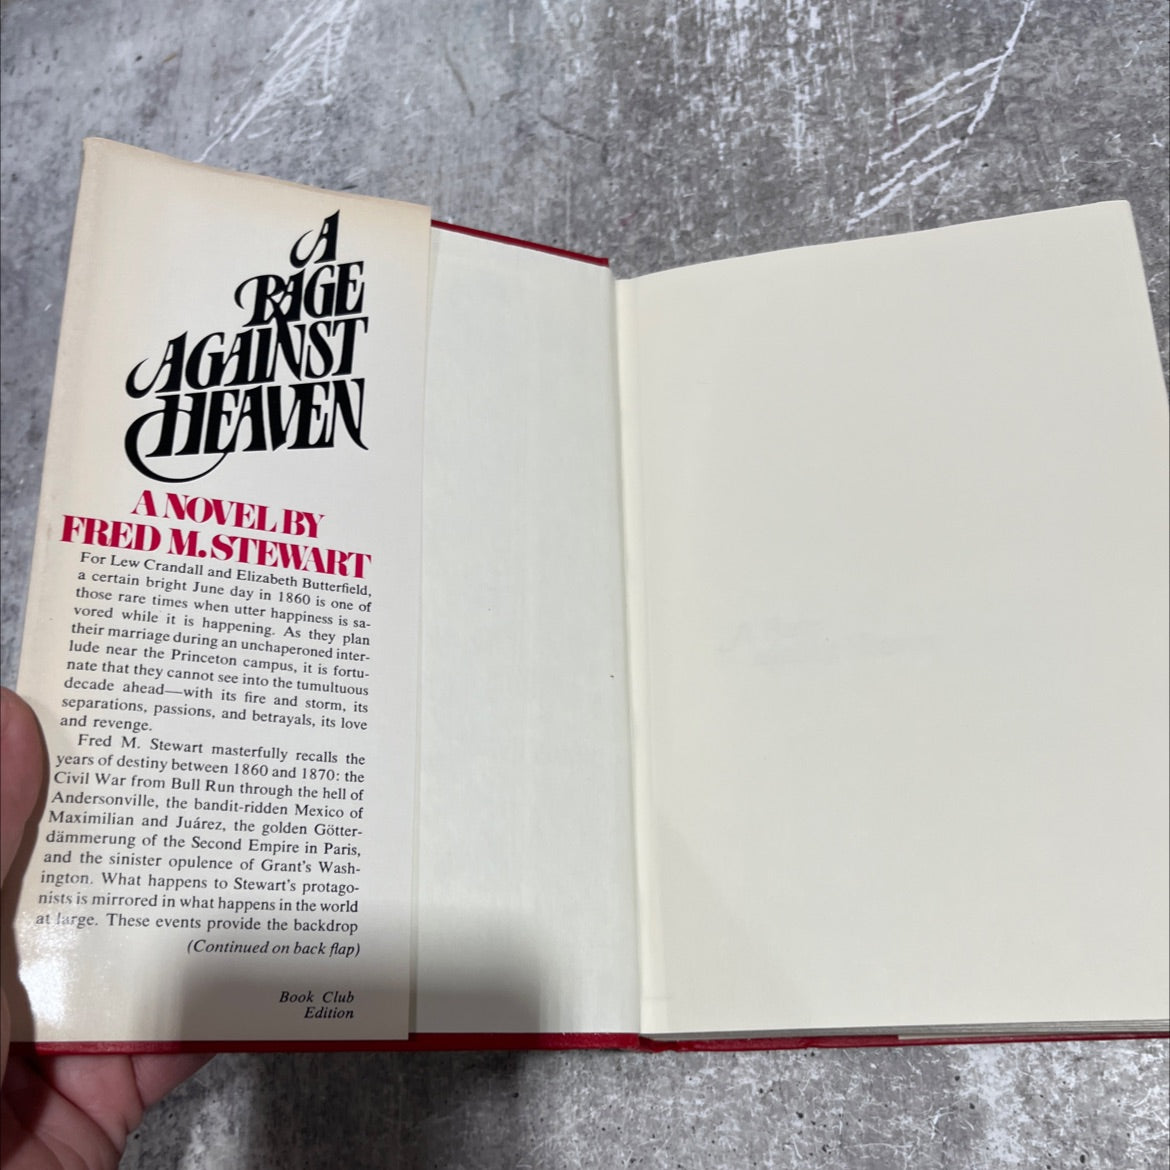 A
RAGE
AGAINST
HEAVEN
A NOVEL BY
FRED M. STEWART
For Lew Crandall and Elizabeth Butterfield,
a certain bright June day in 1860 is one of
those rare times when utter happiness is sa-
vored while it is happening. As they plan
their marriage during an unchaperoned inter-
lude near the Princeton campus, it is fortu-
nate that they cannot see into the tumultuous
decade ahead—with its fire and storm, its
separations, passions, and betrayals, its love
and revenge.
Fred M. Stewart masterfully recalls the
years of destiny between 1860 and 1870: the
Civil War from Bull Run through the hell of
Andersonville, the bandit-ridden Mexico of
Maximilian and Juárez, the golden Götter-
dämmerung of the Second Empire in Paris,
and the sinister opulence of Grant's Wash-
ington. What happens to Stewart's protago-
nists is mirrored in what happens in the world
at large. These events provide the backdrop
(Continued on back flap)
Book Club
Edition